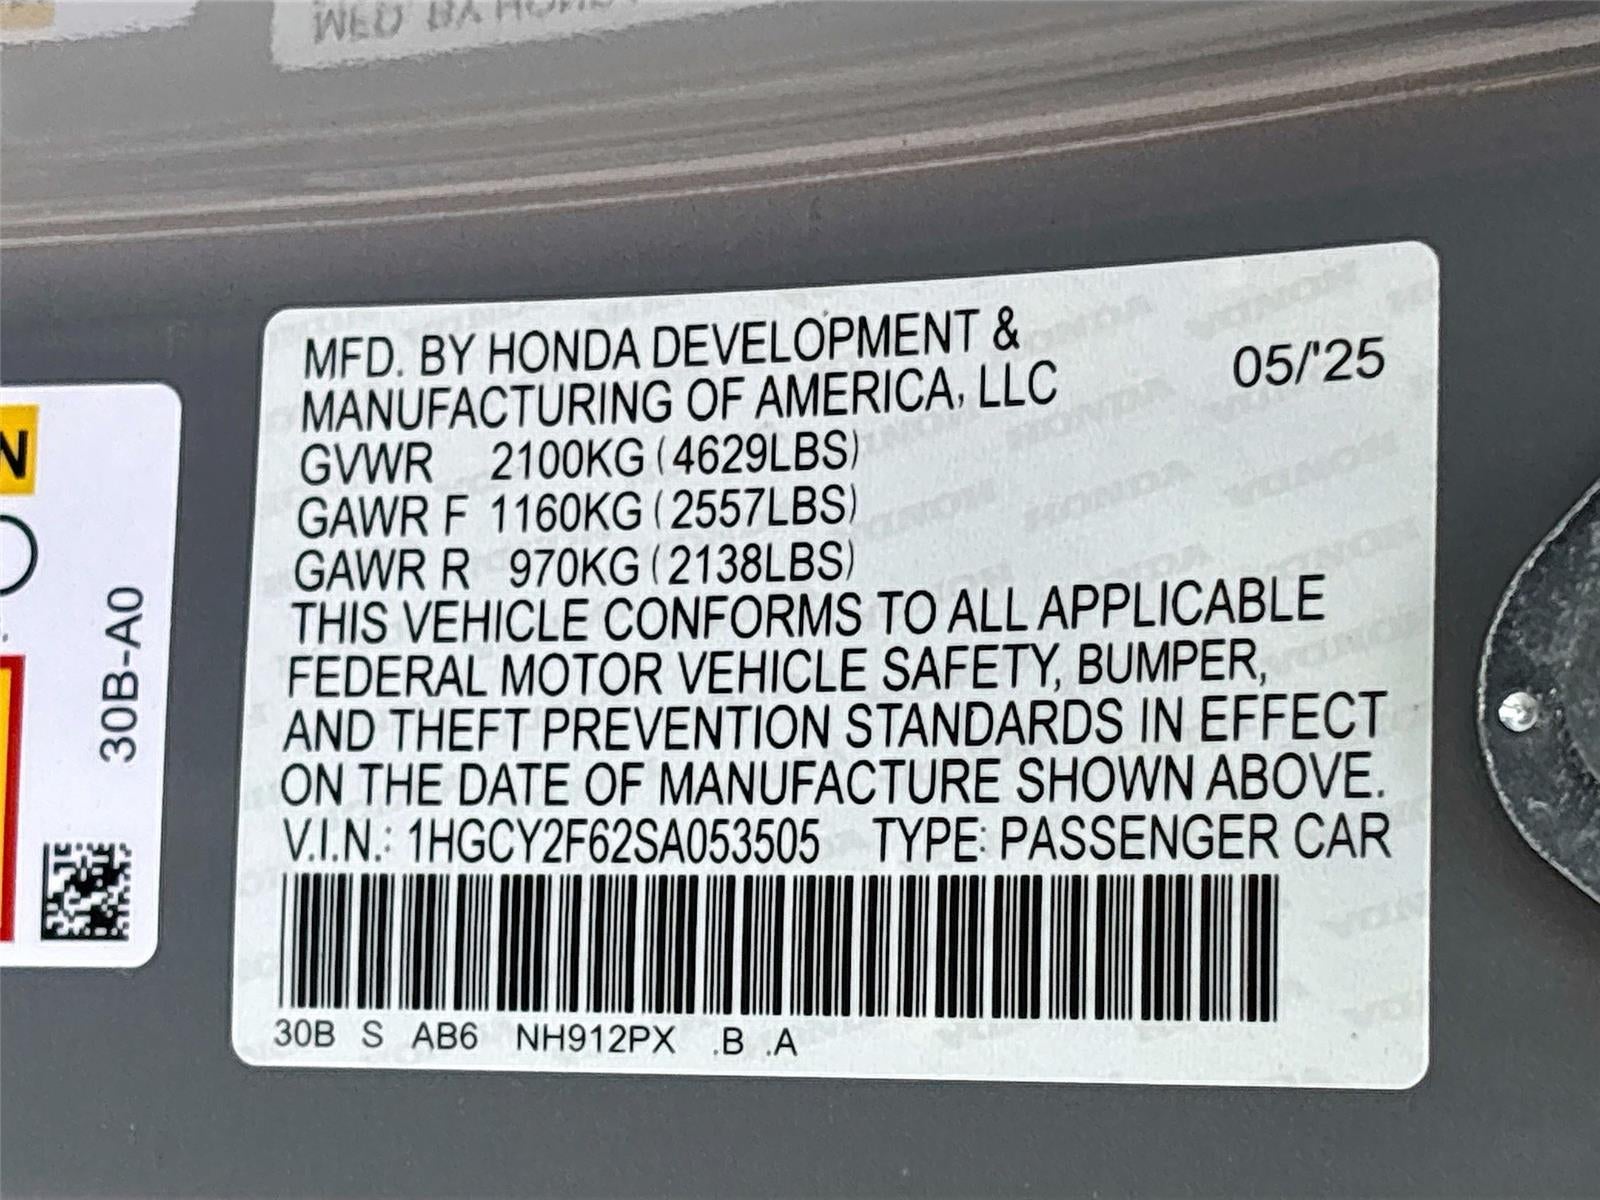 MFD. BY HONDA DEVELOPMENT &
MANUFACTURING OF AMERICA, LLC
05/'25
GVWR 2100KG (4629LBS)
GAWR F 1160KG (2557LBS)
GAWR R 970KG (2138LBS)
THIS VEHICLE CONFORMS TO ALL APPLICABLE
FEDERAL MOTOR VEHICLE SAFETY, BUMPER,
AND THEFT PREVENTION STANDARDS IN EFFECT
ON THE DATE OF MANUFACTURE SHOWN ABOVE.
V.I.N.: 1HGCY2F62SA053505 TYPE: PASSENGER CAR
30B S AB6 NH912PX .B .A
30B-A0